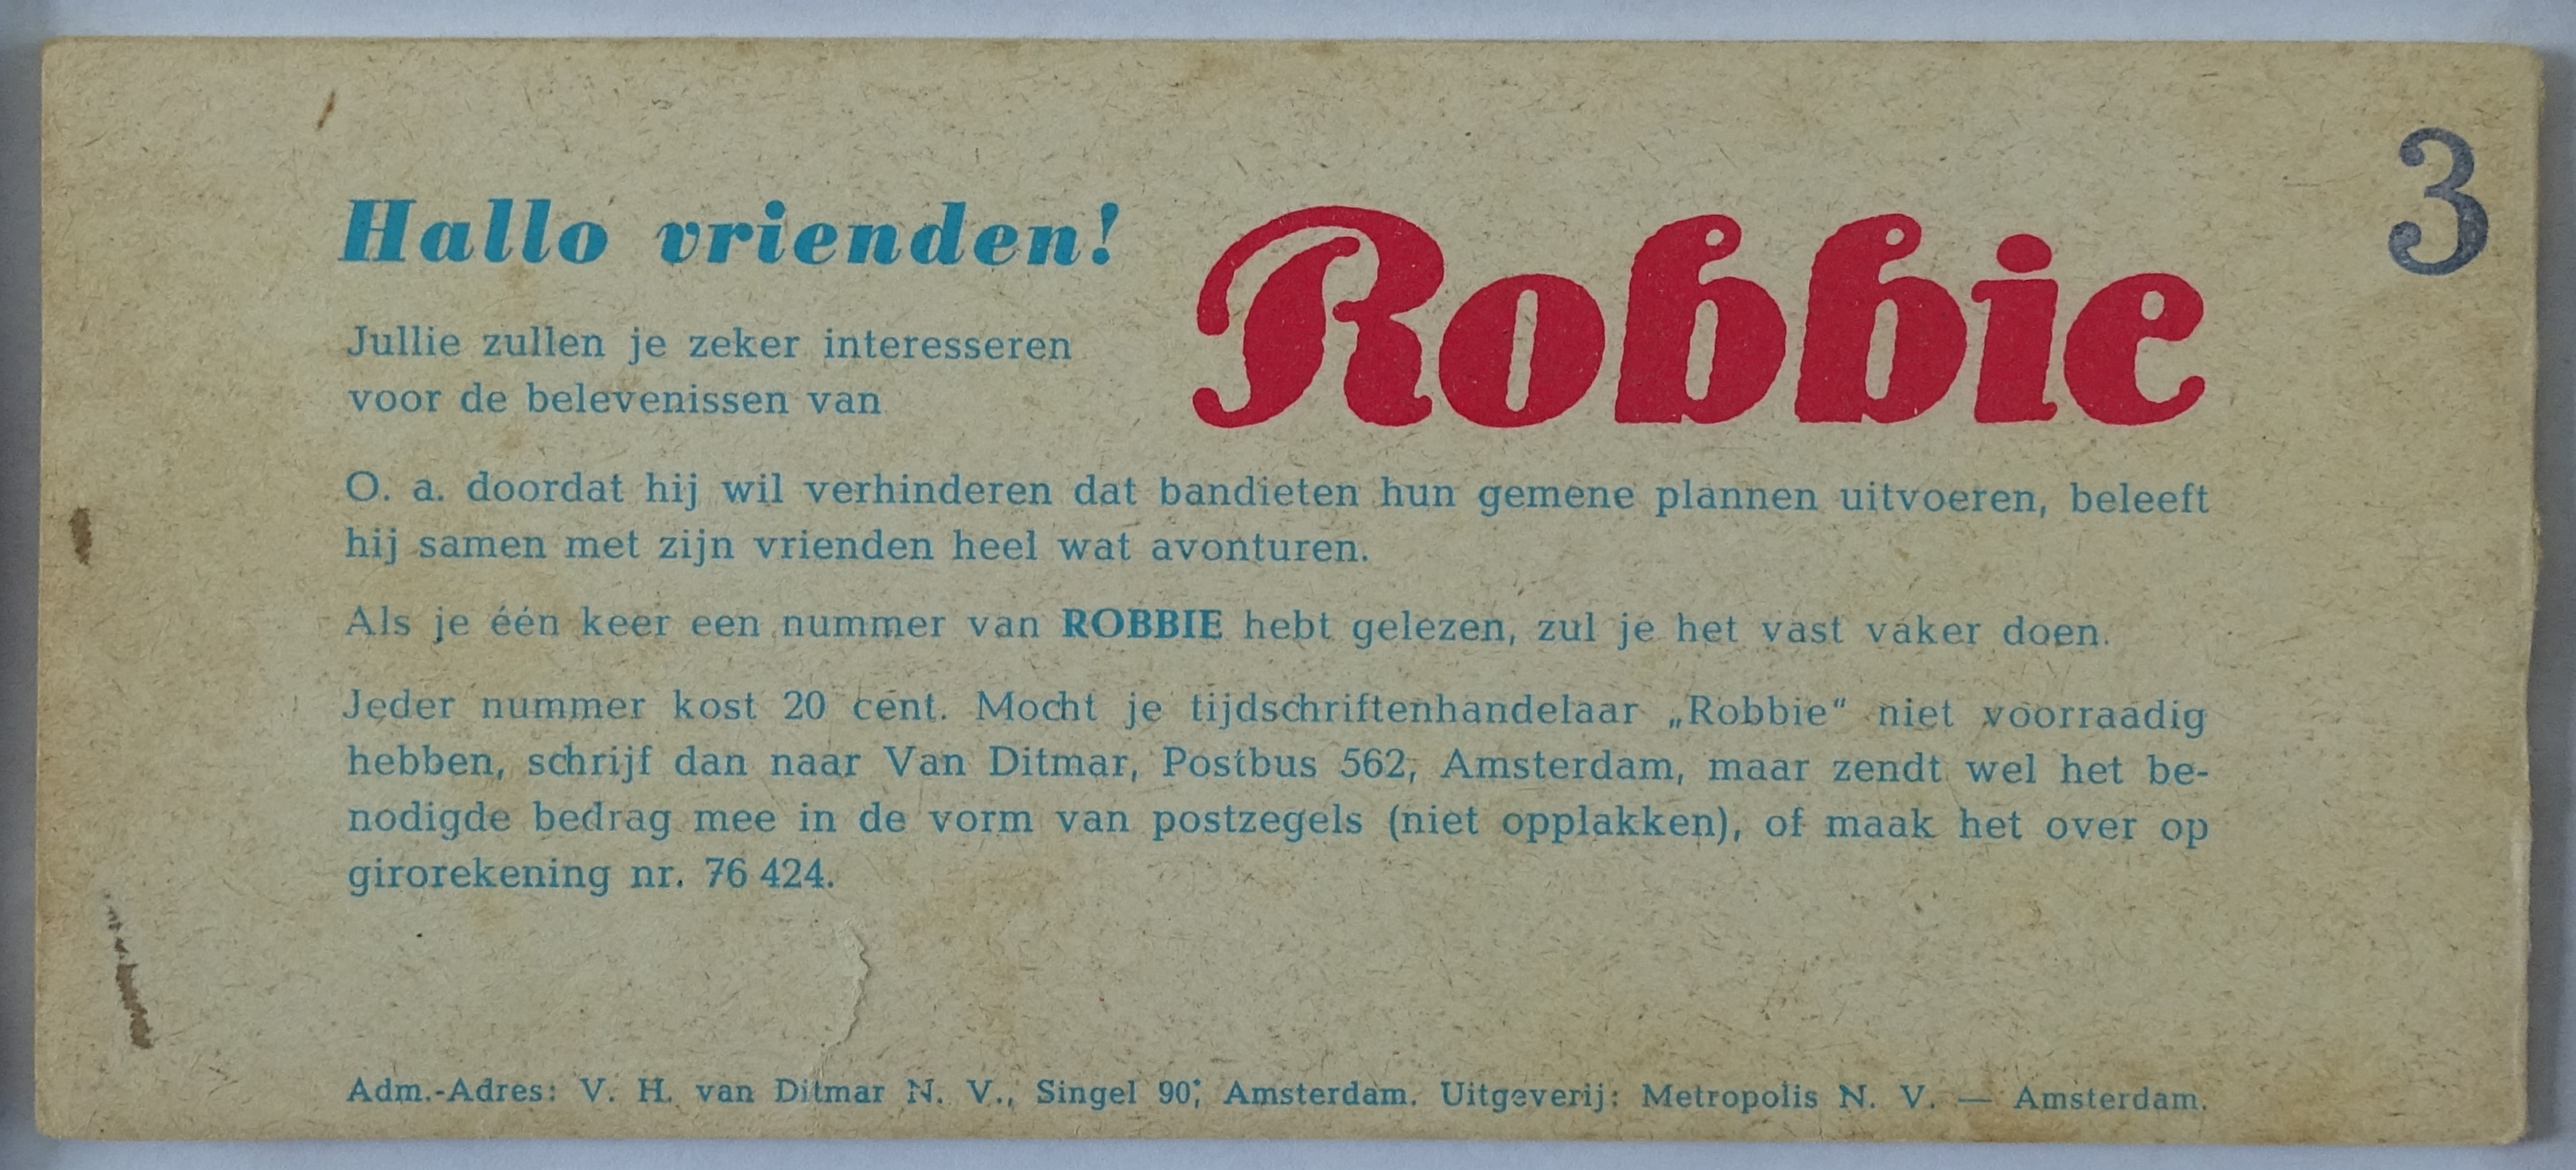 3
Hallo vrienden!
Robbie
Jullie zullen je zeker interesseren
voor de belevenissen van
O. a. doordat hij wil verhinderen dat bandieten hun gemene plannen uitvoeren, beleeft
hij samen met zijn vrienden heel wat avonturen.
Als je één keer een nummer van ROBBIE hebt gelezen, zul je het vast vaker doen.
Jeder nummer kost 20 cent. Mocht je tijdschriftenhandelaar „Robbie“ niet voorraadig
hebben, schrijf dan naar Van Ditmar, Postbus 562, Amsterdam, maar zendt wel het be-
nodigde bedrag mee in de vorm van postzegels (niet opplakken), of maak het over op
girorekening nr. 76 424.
Adm.-Adres: V. H. van Ditmar N. V., Singel 90, Amsterdam. Uitgeverij: Metropolis N. V. — Amsterdam.